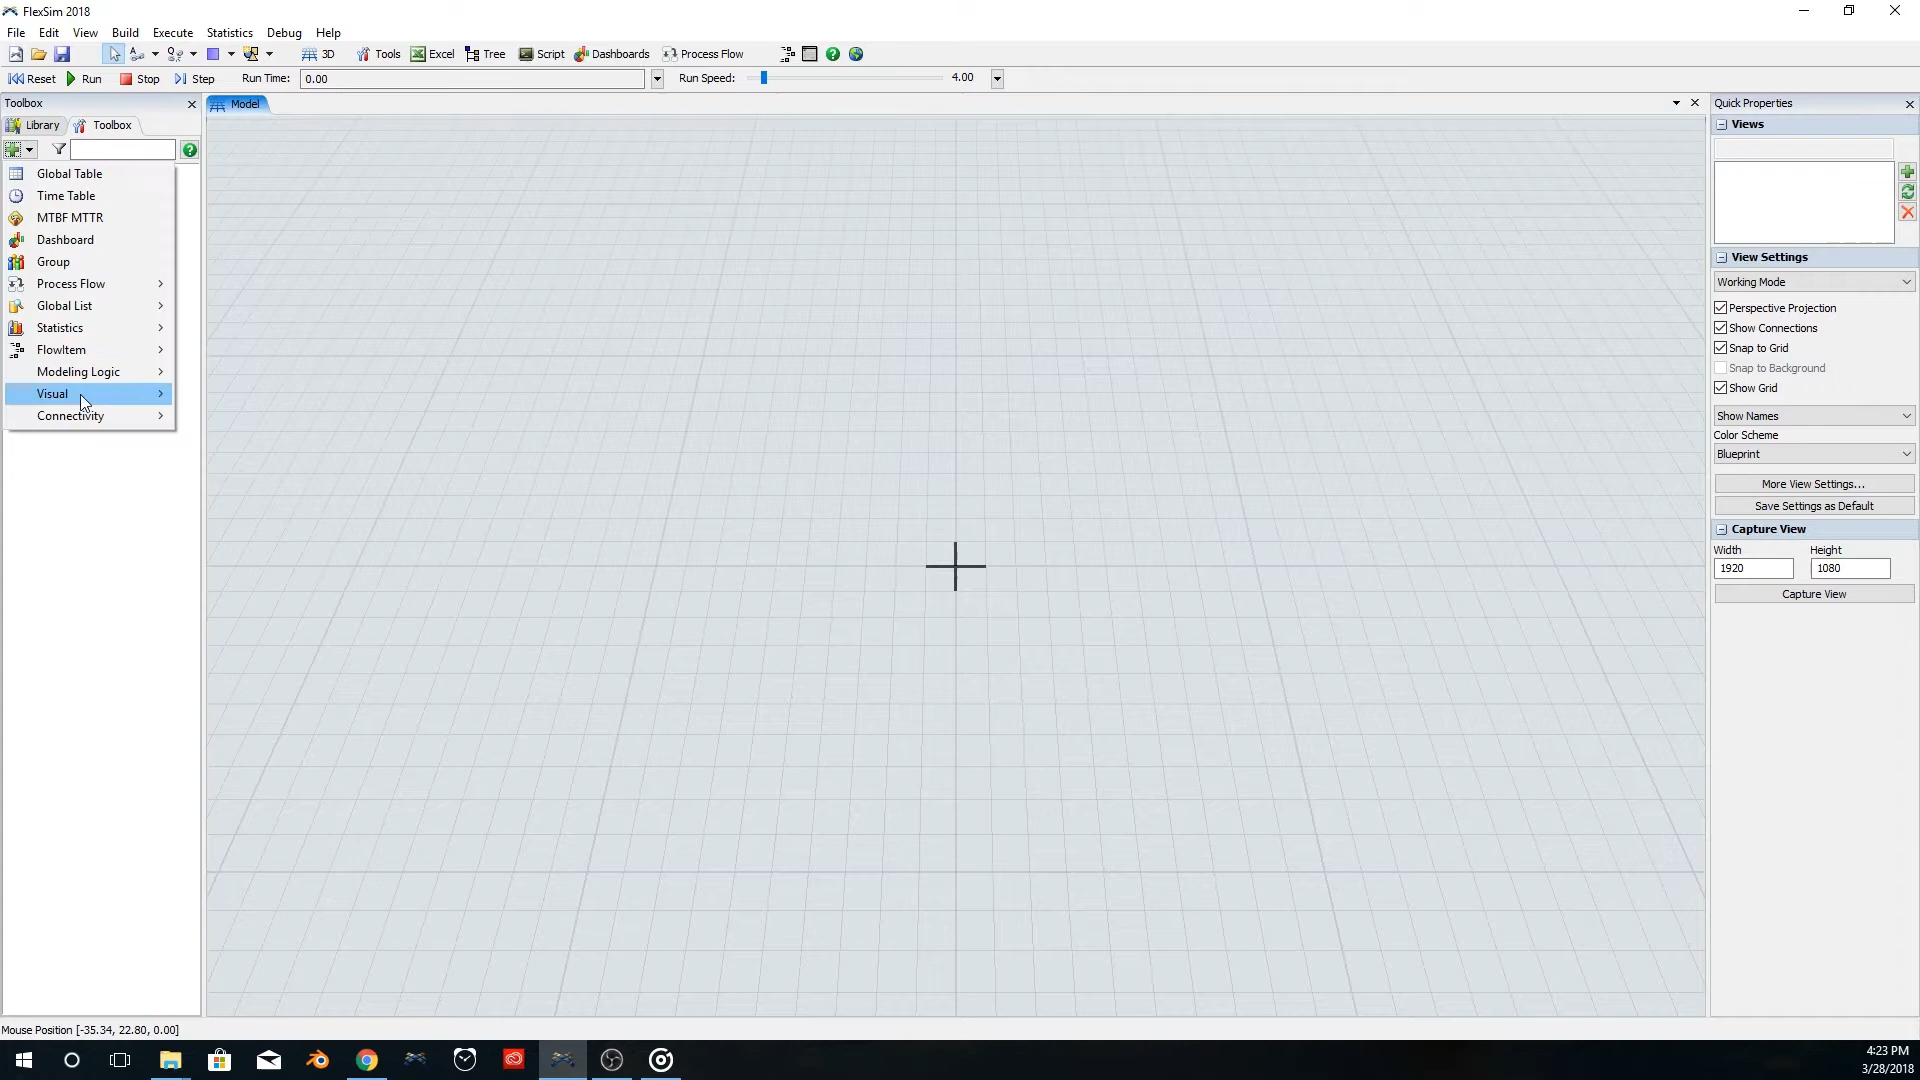 FlexSim 2018
File Edit View Build Execute Statistics Debug Help
3D Tools Excel Tree Script Dashboards Process Flow
Reset Run Stop Step Run Time: 0.00 Run Speed: 4.00
Toolbox
Library Toolbox
Global Table
Time Table
MTBF MTTR
Dashboard
Group
Process Flow
Global List
Statistics
FlowItem
Modeling Logic
Visual
Connectivity
Model
Quick Properties
Views
View Settings
Working Mode
Perspective Projection
Show Connections
Snap to Grid
Snap to Background
Show Grid
Show Names
Color Scheme
Blueprint
More View Settings...
Save Settings as Default
Capture View
Width Height
1920 1080
Capture View
Mouse Position [-35.34, 22.80, 0.00]
4:23 PM
3/28/2018